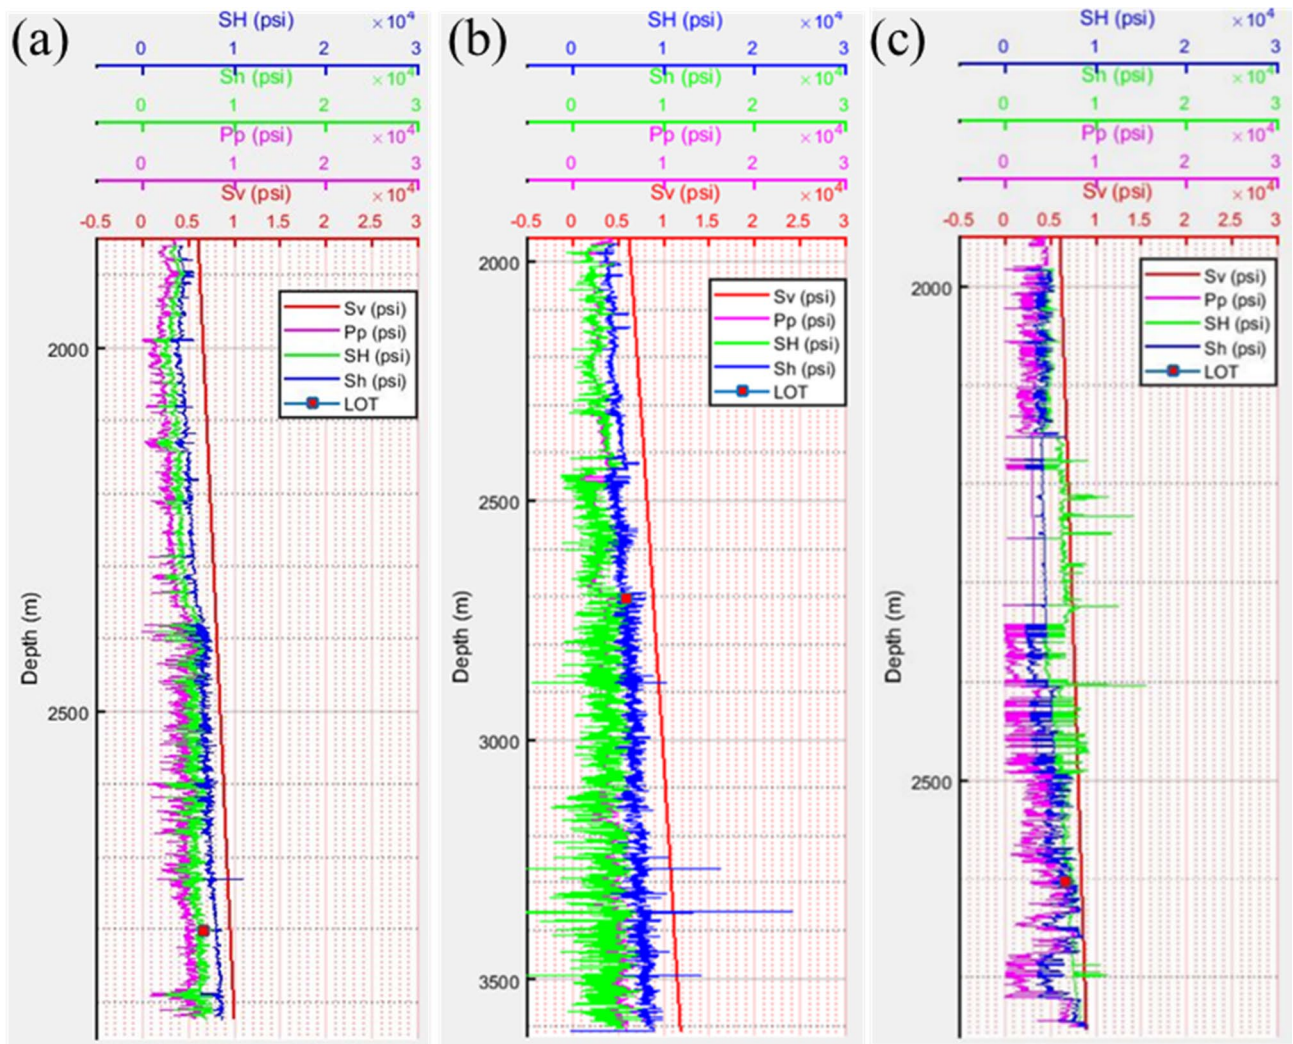 (a)
SH (psi)
×10⁴
0 1 2 3
Sh (psi)
×10⁴
0 1 2 3
Pp (psi)
×10⁴
0 1 2 3
Sv (psi)
×10⁴
-0.5 0 0.5 1 1.5 2 2.5 3
Sv (psi)
Pp (psi)
SH (psi)
Sh (psi)
LOT
2000
2500
Depth (m)
(b)
SH (psi)
×10⁴
0 1 2 3
Sh (psi)
×10⁴
0 1 2 3
Pp (psi)
×10⁴
0 1 2 3
Sv (psi)
×10⁴
-0.5 0 0.5 1 1.5 2 2.5 3
Sv (psi)
Pp (psi)
SH (psi)
Sh (psi)
LOT
2000
2500
3000
3500
Depth (m)
(c)
SH (psi)
×10⁴
0 1 2 3
Sh (psi)
×10⁴
0 1 2 3
Pp (psi)
×10⁴
0 1 2 3
Sv (psi)
×10⁴
-0.5 0 0.5 1 1.5 2 2.5 3
Sv (psi)
Pp (psi)
SH (psi)
Sh (psi)
LOT
2000
2500
Depth (m)